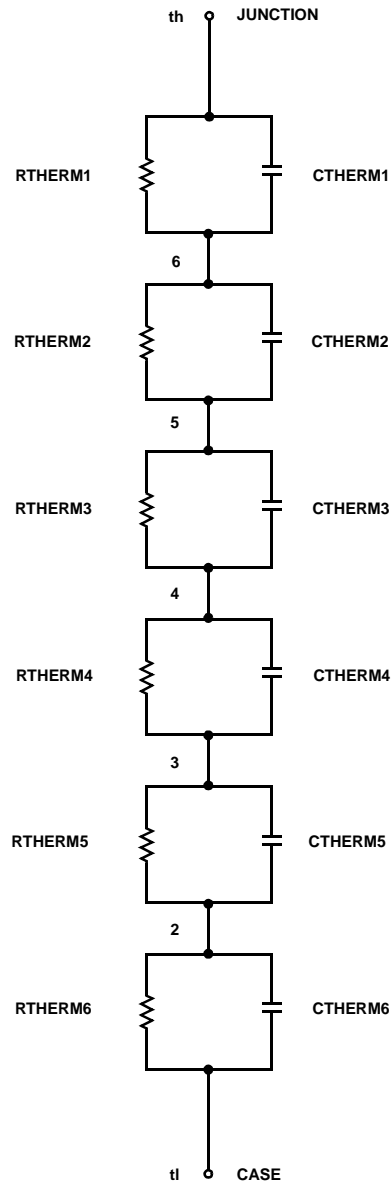 th JUNCTION
RTHERM1 CTHERM1
6
RTHERM2 CTHERM2
5
RTHERM3 CTHERM3
4
RTHERM4 CTHERM4
3
RTHERM5 CTHERM5
2
RTHERM6 CTHERM6
tl CASE